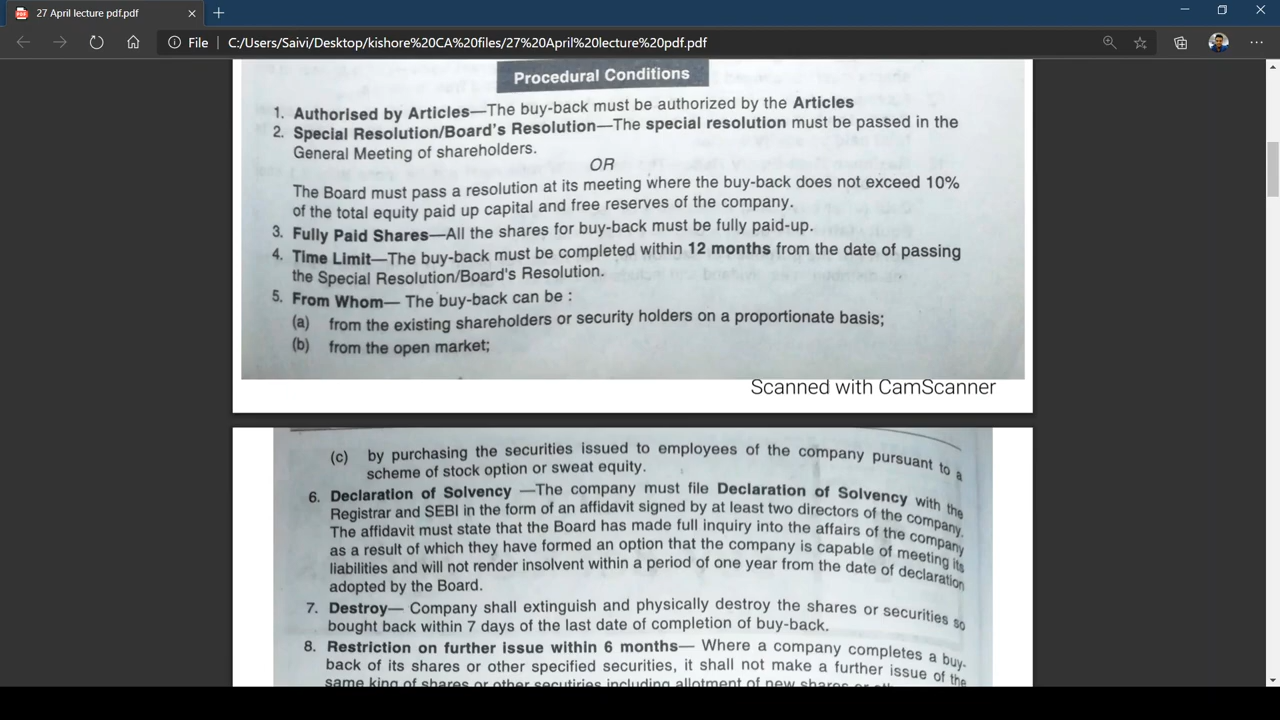 27 April lecture pdf.pdf
File
C:/Users/Saivi/Desktop/kishore%20CA%20files/27%20April%20lecture%20pdf.pdf
Procedural Conditions
1. Authorised by Articles—The buy-back must be authorized by the Articles
2. Special Resolution/Board's Resolution—The special resolution must be passed in the
General Meeting of shareholders.
OR
The Board must pass a resolution at its meeting where the buy-back does not exceed 10%
of the total equity paid up capital and free reserves of the company.
3. Fully Paid Shares—All the shares for buy-back must be fully paid-up.
4. Time Limit—The buy-back must be completed within 12 months from the date of passing
the Special Resolution/Board's Resolution.
5. From Whom— The buy-back can be :
(a) from the existing shareholders or security holders on a proportionate basis;
(b) from the open market;
Scanned with CamScanner
(c) by purchasing the securities issued to employees of the company pursuant to a
scheme of stock option or sweat equity.
6. Declaration of Solvency —The company must file Declaration of Solvency with the
Registrar and SEBI in the form of an affidavit signed by at least two directors of the company.
The affidavit must state that the Board has made full inquiry into the affairs of the company
as a result of which they have formed an option that the company is capable of meeting its
liabilities and will not render insolvent within a period of one year from the date of declaration
adopted by the Board.
7. Destroy— Company shall extinguish and physically destroy the shares or securities so
bought back within 7 days of the last date of completion of buy-back.
8. Restriction on further issue within 6 months— Where a company completes a buy-
back of its shares or other specified securities, it shall not make a further issue of the
same king of shares or other secutiries including allotment of new shares or